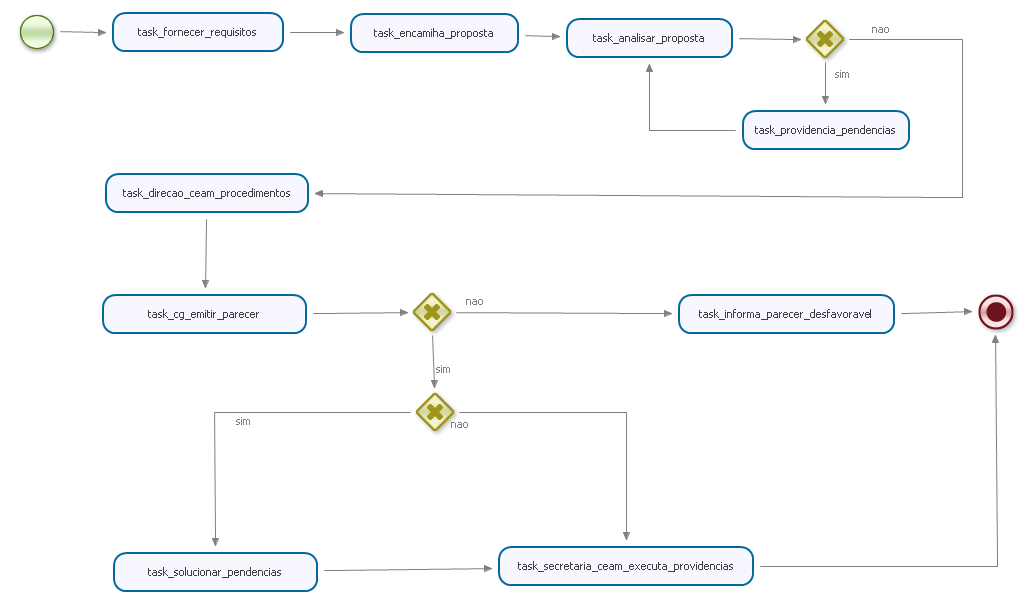 task_fornecer_requisitos
task_encamiha_proposta
task_analisar_proposta
nao
sim
task_providencia_pendencias
task_direcao_ceam_procedimentos
task_cg_emitir_parecer
nao
task_informa_parecer_desfavoravel
sim
sim
nao
task_solucionar_pendencias
task_secretaria_ceam_executa_providencias